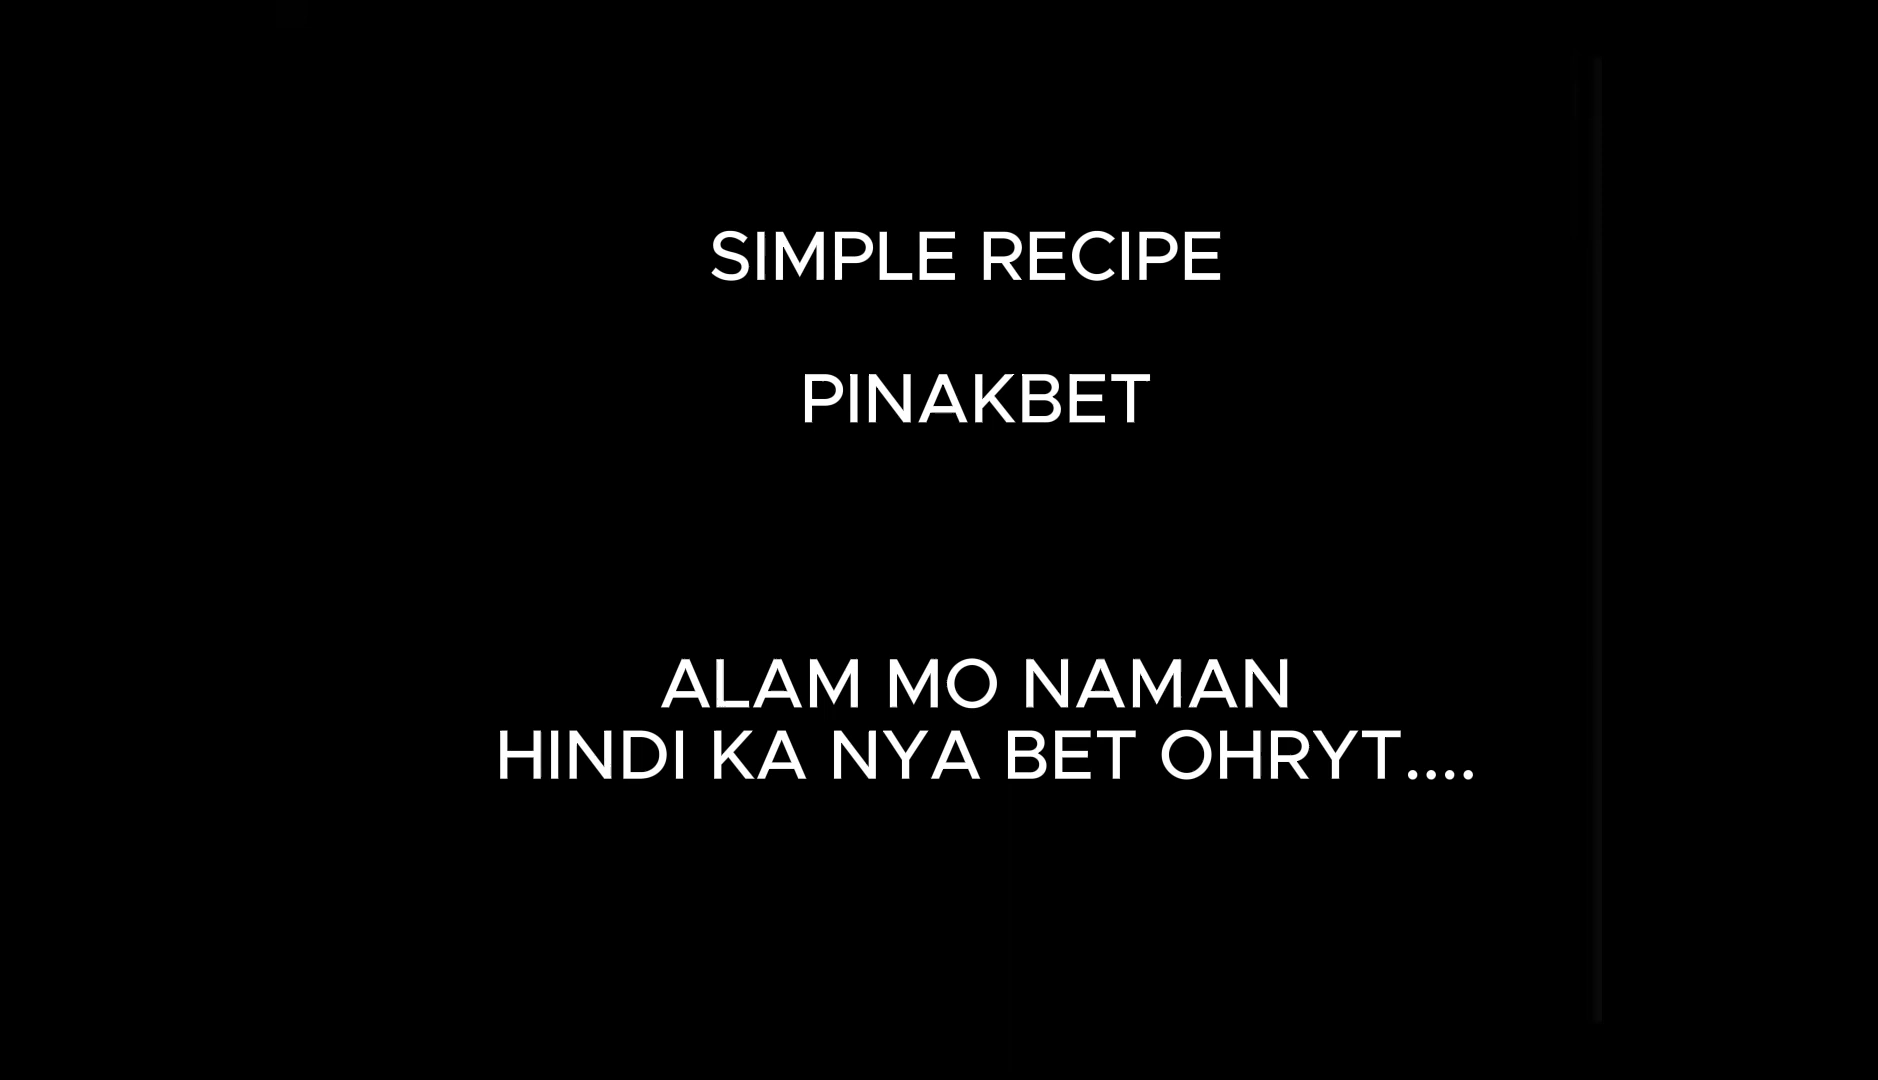 SIMPLE RECIPE
PINAKBET
ALAM MO NAMAN
HINDI KA NYA BET OHRYT....